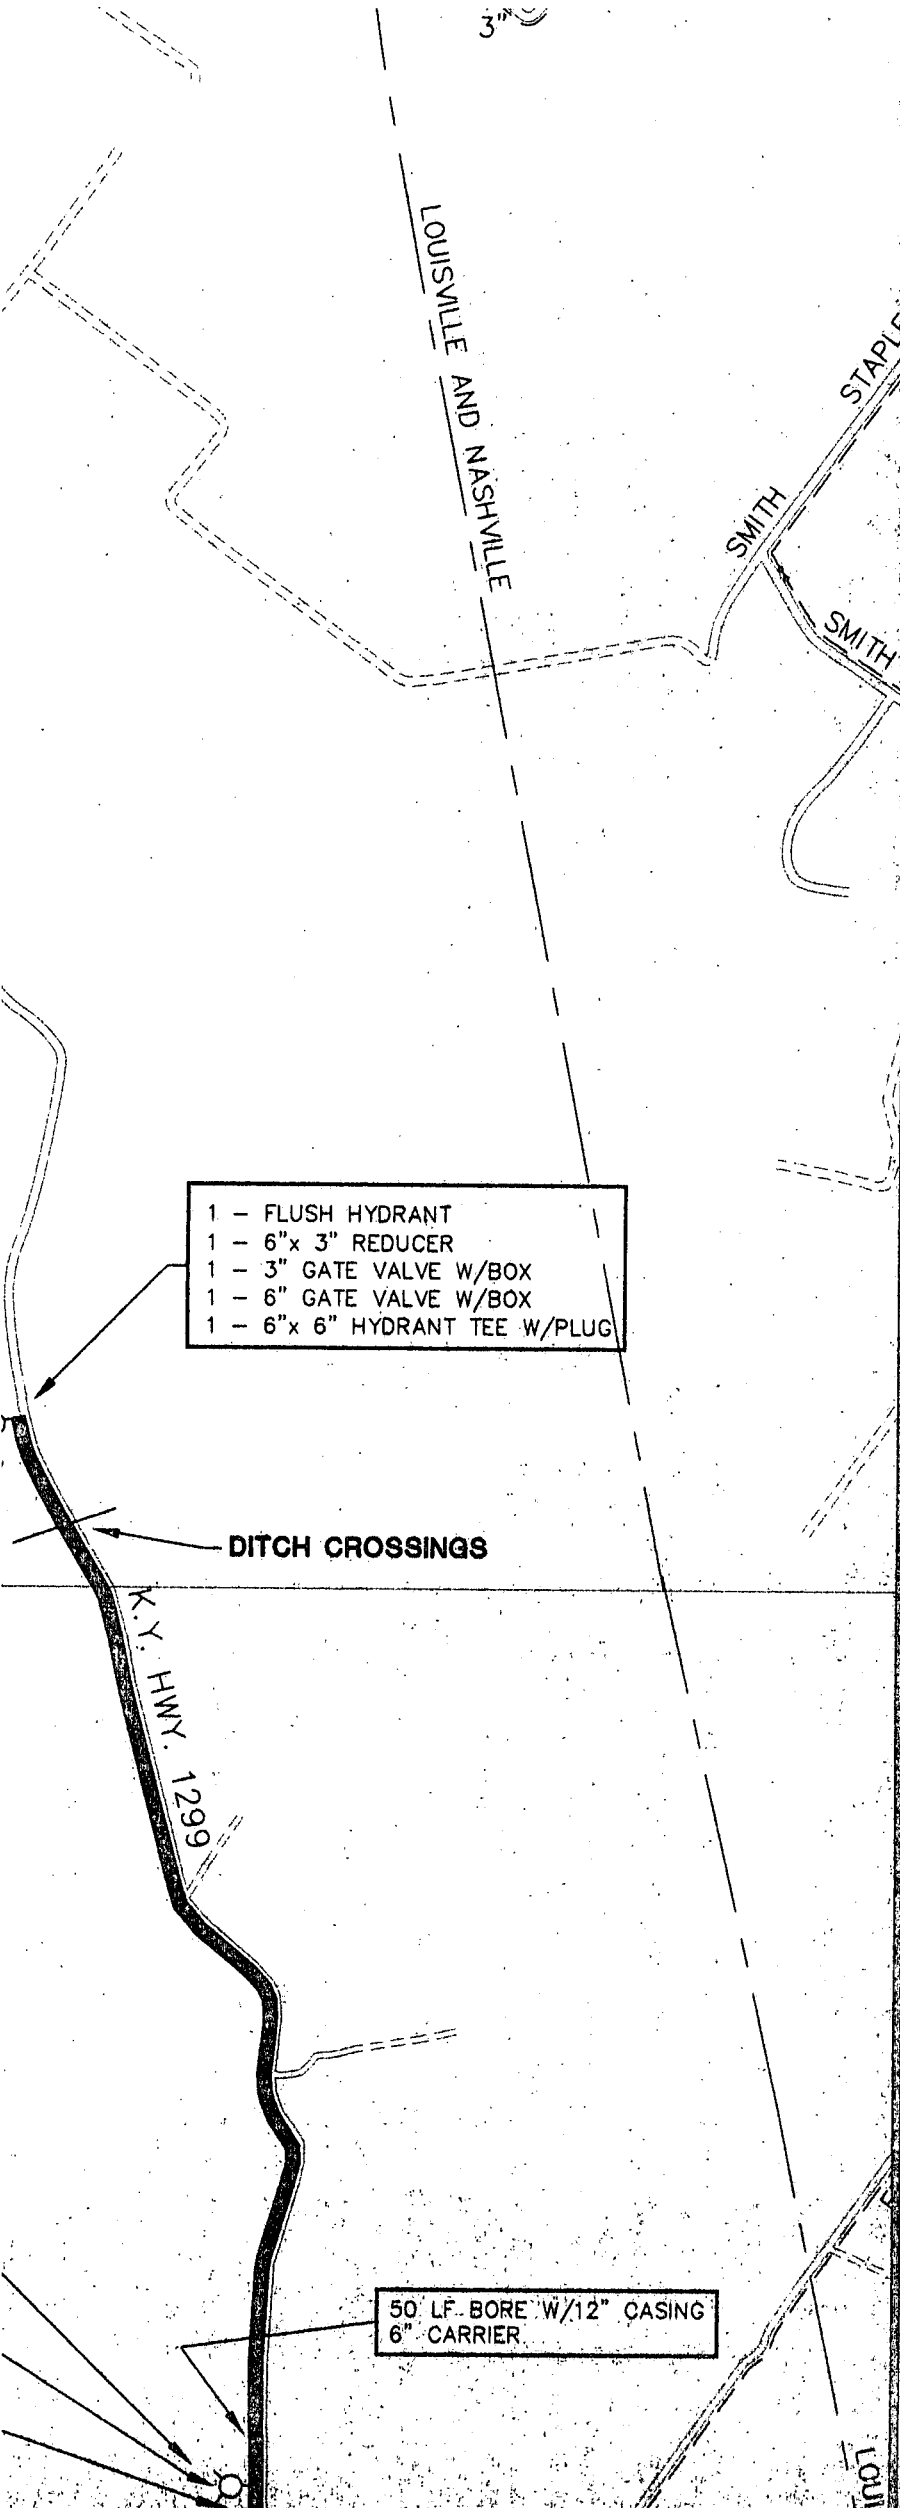 3"
LOUISVILLE AND NASHVILLE
STAPLE
SMITH
SMITH
1 – FLUSH HYDRANT
1 – 6"x 3" REDUCER
1 – 3" GATE VALVE W/BOX
1 – 6" GATE VALVE W/BOX
1 – 6"x 6" HYDRANT TEE W/PLUG
DITCH CROSSINGS
K.Y. HWY. 1299
50 LF BORE W/12" CASING
6" CARRIER
LOUI